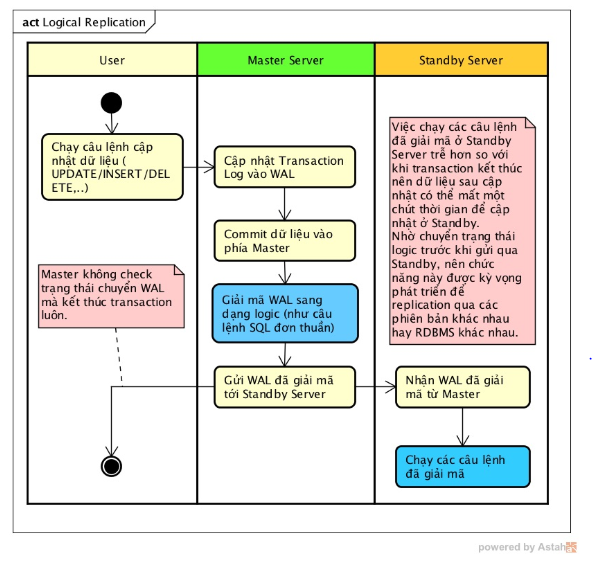 act Logical Replication
User
Master Server
Standby Server
Chạy câu lệnh cập
nhật dữ liệu (
UPDATE/INSERT/DEL
ETE,..)
Cập nhật Transaction
Log vào WAL
Commit dữ liệu vào
phía Master
Giải mã WAL sang
dạng logic (như câu
lệnh SQL đơn thuần)
Gửi WAL đã giải mã
tới Standby Server
Master không check
trạng thái chuyển WAL
mà kết thúc transaction
luôn.
Việc chạy các câu lệnh
đã giải mã ở Standby
Server trễ hơn so với
khi transaction kết thúc
nên dữ liệu sau cập
nhật có thể mất một
chút thời gian để cập
nhật ở Standby.
Nhờ chuyển trạng thái
logic trước khi gửi qua
Standby, nên chức
năng này được kỳ vọng
phát triển để
replication qua các
phiên bản khác nhau
hay RDBMS khác nhau.
Nhận WAL đã giải
mã từ Master
Chạy các câu lệnh
đã giải mã
powered by Astah